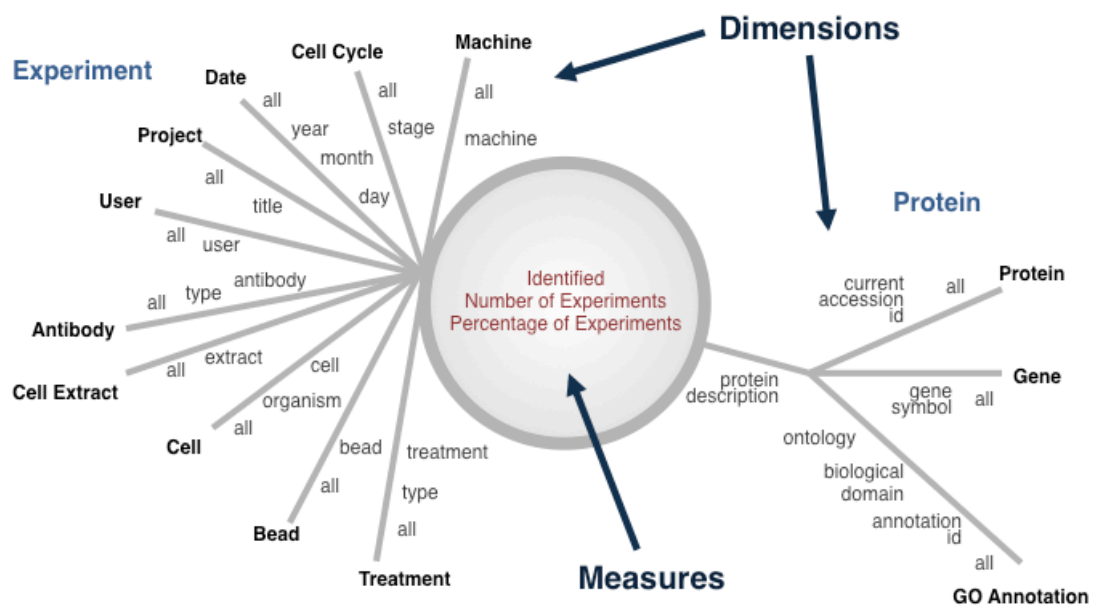 Dimensions
Experiment
Cell Cycle
Machine
Date
all
all
all
Project
year
stage
machine
month
all
User
title
day
all
user
Protein
antibody
type
all
Antibody
Identified
Number of Experiments
Percentage of Experiments
current
accession
id
all
Protein
extract
all
Cell Extract
cell
organism
all
Cell
protein
description
gene
symbol
all
Gene
bead
all
Bead
treatment
type
all
Treatment
ontology
biological
domain
annotation
id
all
GO Annotation
Measures